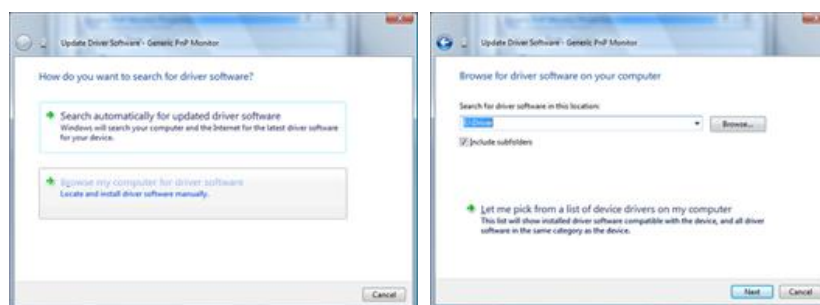 Update Driver Software - Generic PnP Monitor
How do you want to search for driver software?
Search automatically for updated driver software
Windows will search your computer and the Internet for the latest driver software
for your device.
Browse my computer for driver software
Locate and install driver software manually.
Cancel
Update Driver Software - Generic PnP Monitor
Browse for driver software on your computer
Search for driver software in this location:
Browse...
Include subfolders
Let me pick from a list of device drivers on my computer
This list will show installed driver software compatible with the device, and all driver
software in the same category as the device.
Next Cancel